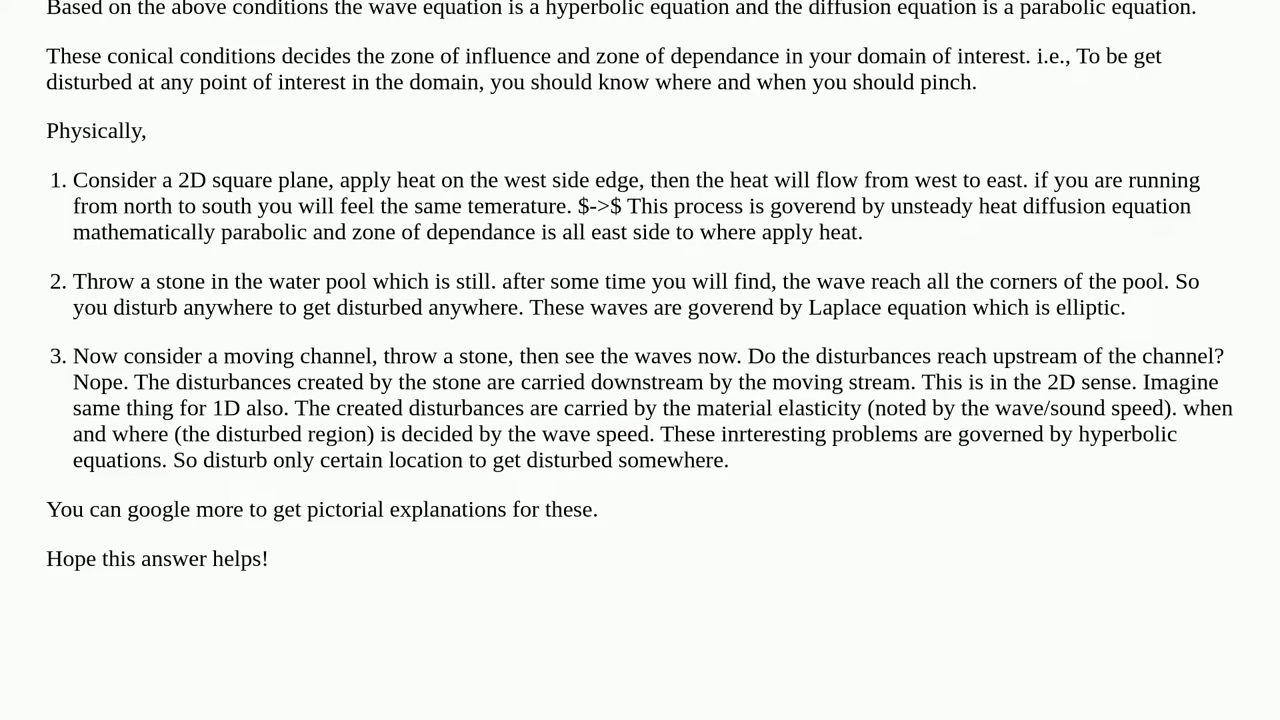 Based on the above conditions the wave equation is a hyperbolic equation and the diffusion equation is a parabolic equation.
These conical conditions decides the zone of influence and zone of dependance in your domain of interest. i.e., To be get
disturbed at any point of interest in the domain, you should know where and when you should pinch.
Physically,
1. Consider a 2D square plane, apply heat on the west side edge, then the heat will flow from west to east. if you are running
from north to south you will feel the same temerature. $->$ This process is goverend by unsteady heat diffusion equation
mathematically parabolic and zone of dependance is all east side to where apply heat.
2. Throw a stone in the water pool which is still. after some time you will find, the wave reach all the corners of the pool. So
you disturb anywhere to get disturbed anywhere. These waves are goverend by Laplace equation which is elliptic.
3. Now consider a moving channel, throw a stone, then see the waves now. Do the disturbances reach upstream of the channel?
Nope. The disturbances created by the stone are carried downstream by the moving stream. This is in the 2D sense. Imagine
same thing for 1D also. The created disturbances are carried by the material elasticity (noted by the wave/sound speed). when
and where (the disturbed region) is decided by the wave speed. These inrteresting problems are governed by hyperbolic
equations. So disturb only certain location to get disturbed somewhere.
You can google more to get pictorial explanations for these.
Hope this answer helps!